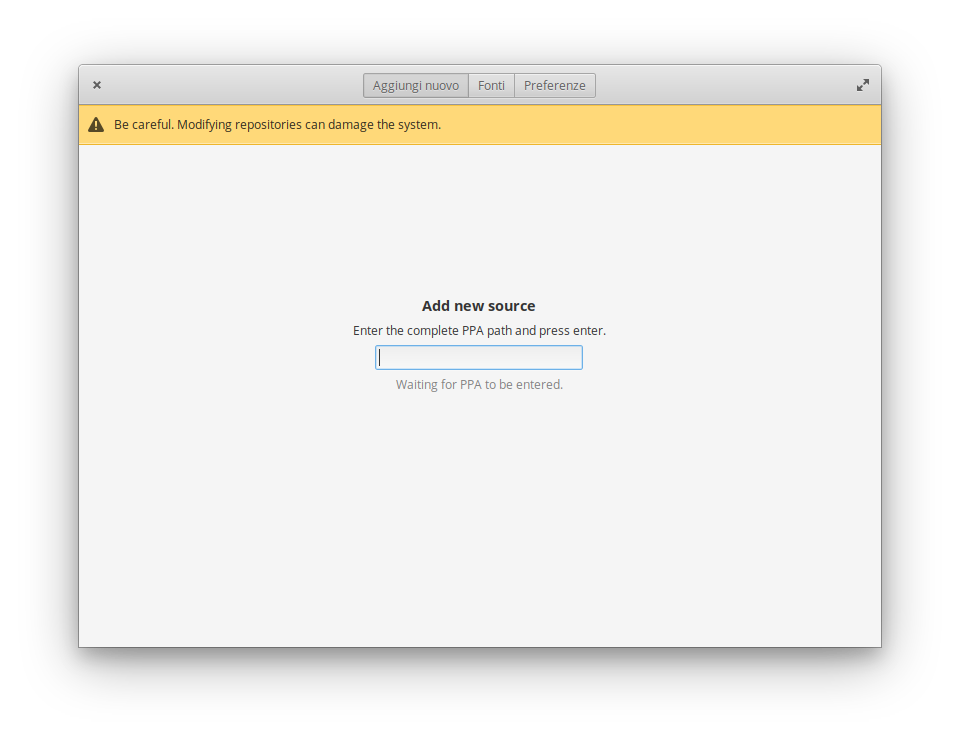 Aggiungi nuovo Fonti Preferenze
Be careful. Modifying repositories can damage the system.
Add new source
Enter the complete PPA path and press enter.
Waiting for PPA to be entered.